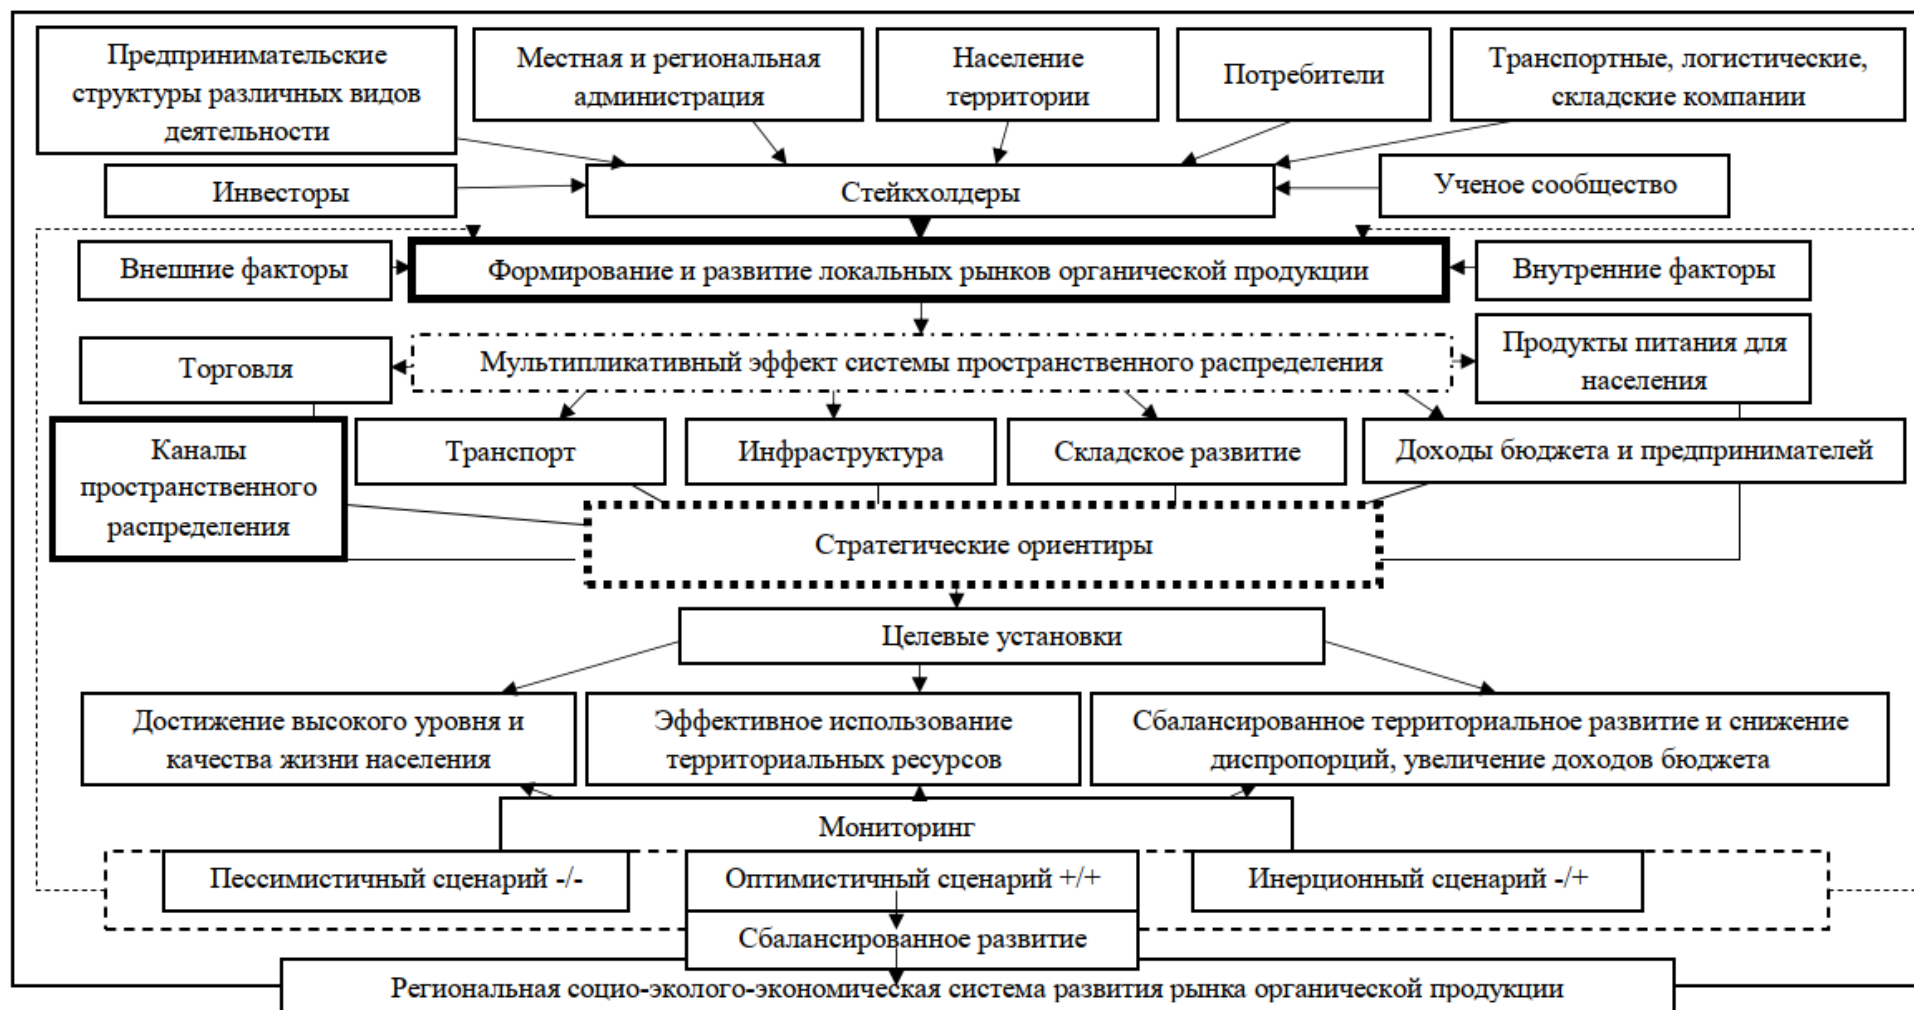 Предпринимательские
структуры различных видов
деятельности
Местная и региональная
администрация
Население
территории
Потребители
Транспортные, логистические,
складские компании
Инвесторы
Стейкхолдеры
Ученое сообщество
Внешние факторы
Формирование и развитие локальных рынков органической продукции
Внутренние факторы
Торговля
Мультипликативный эффект системы пространственного распределения
Продукты питания для
населения
Каналы
пространственного
распределения
Транспорт
Инфраструктура
Складское развитие
Доходы бюджета и предпринимателей
Стратегические ориентиры
Целевые установки
Достижение высокого уровня и
качества жизни населения
Эффективное использование
территориальных ресурсов
Сбалансированное территориальное развитие и снижение
диспропорций, увеличение доходов бюджета
Мониторинг
Пессимистичный сценарий -/-
Оптимистичный сценарий +/+
Инерционный сценарий -/+
Сбалансированное развитие
Региональная социо-эколого-экономическая система развития рынка органической продукции